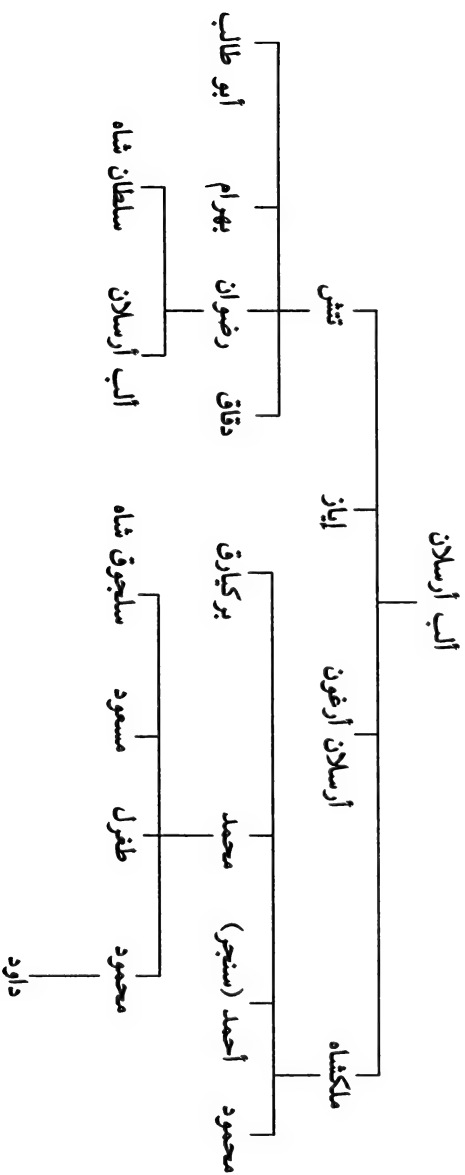 ألب أرسلان
ملكشاه
أرسلان أرغون
إياز
تتش
محمود
أحمد (سنجر)
محمد
بركيارق
دقاق
رضوان
بهرام
أبو طالب
محمود
طغرل
مسعود
سلجوق شاه
ألب أرسلان
سلطان شاه
داود